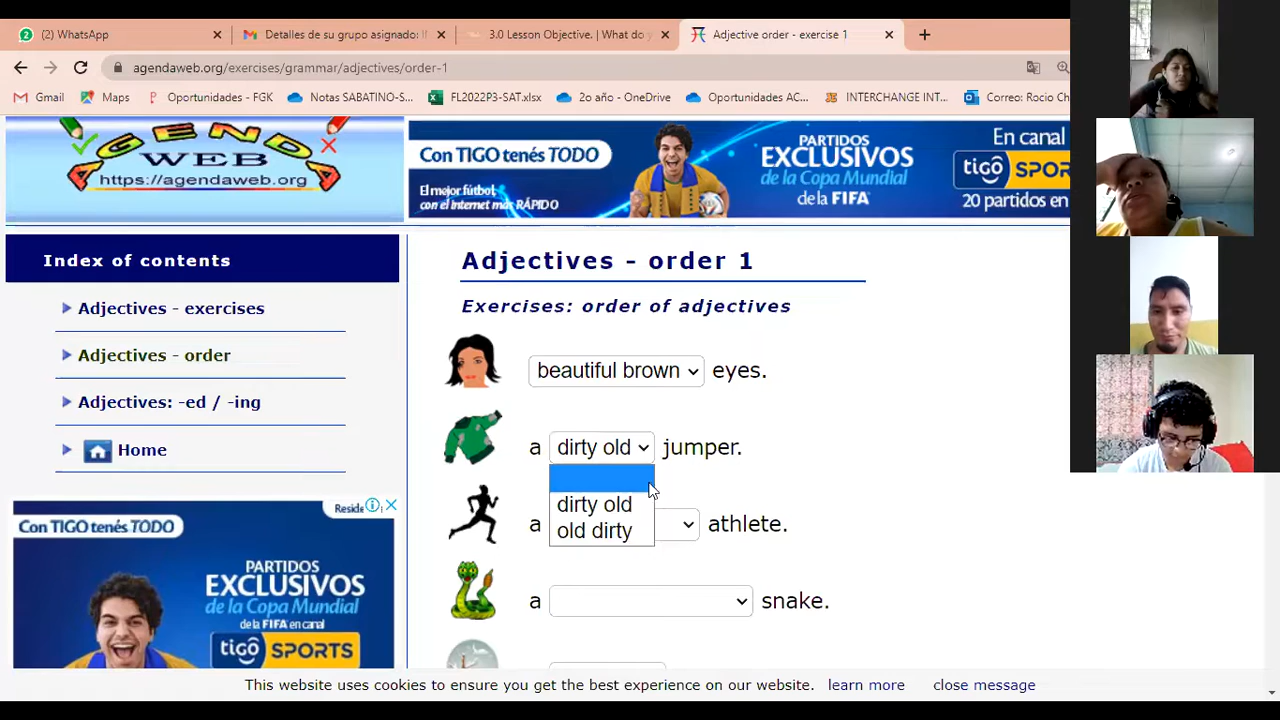 2
(2) WhatsApp
Detalles de su grupo asignado: I
3.0 Lesson Objective. | What do y
Adjective order - exercise 1
agendaweb.org/exercises/grammar/adjectives/order-1
Gmail
Maps
Oportunidades - FGK
Notas SABATINO-S...
FL2022P3-SAT.xlsx
2o año - OneDrive
Oportunidades AC...
INTERCHANGE INT...
Correo: Rocio Ch
AGENDA
WEB
https://agendaweb.org
Con TIGO tenés TODO
El mejor fútbol,
con el internet más RÁPIDO
PARTIDOS
EXCLUSIVOS
de la Copa Mundial
de la FIFA
En canal
tigo SPO
20 partidos en
Index of contents
Adjectives - exercises
Adjectives - order
Adjectives: -ed / -ing
Home
Adjectives - order 1
Exercises: order of adjectives
beautiful brown eyes.
a dirty old jumper.
dirty old
old dirty
a athlete.
a snake.
Reside
Con TIGO tenés TODO
PARTIDOS
EXCLUSIVOS
de la Copa Mundial
de la FIFA en canal
tigo SPORTS
This website uses cookies to ensure you get the best experience on our website. learn more close message